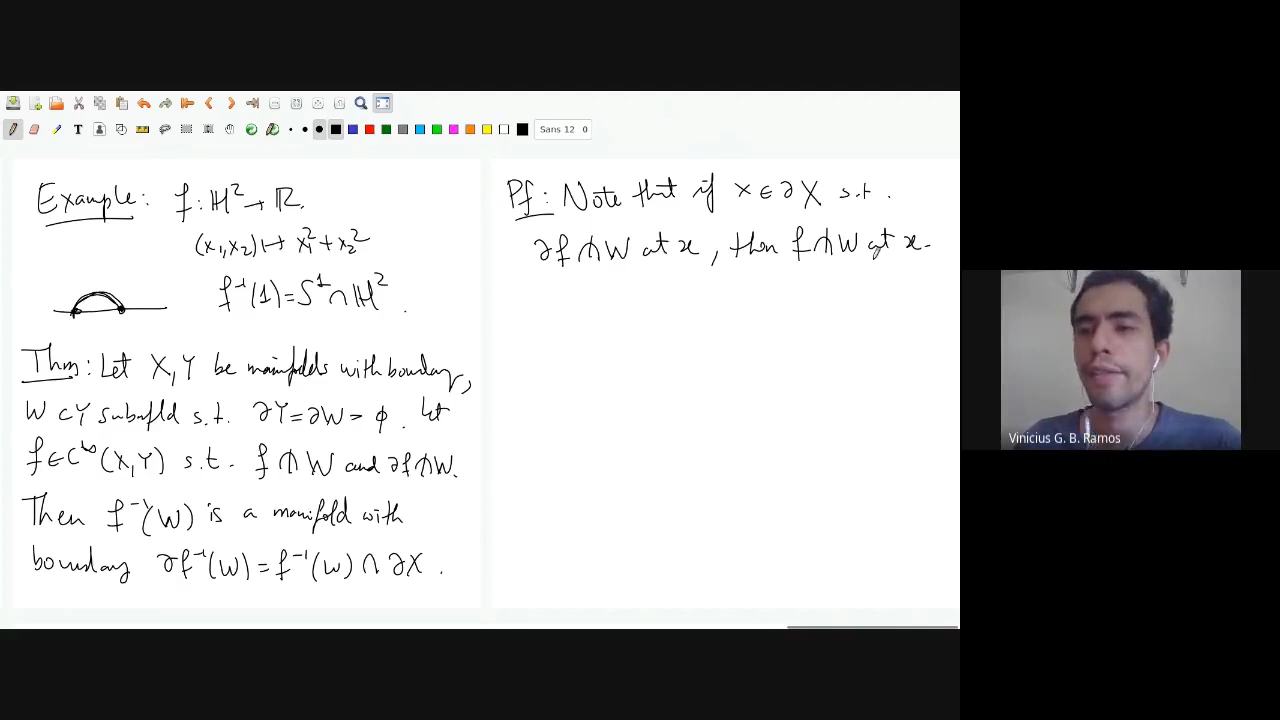 Sans 12 0
Example: f: ℍ² → ℝ.
(x₁,x₂) ↦ x₁² + x₂²
f⁻¹(1) = S¹ ∩ ℍ².
Thm: Let X, Y be manifolds with boundary,
W ⊂ Y submfld s.t. ∂Y = ∂W = ∅. Let
f ∈ C^∞(X,Y) s.t. f ⋔ W and ∂f ⋔ W.
Then f⁻¹(W) is a manifold with
boundary ∂f⁻¹(W) = f⁻¹(W) ∩ ∂X.
Pf: Note that if x ∈ ∂X s.t.
∂f ⋔ W at x, then f ⋔ W at x.
Vinicius G. B. Ramos